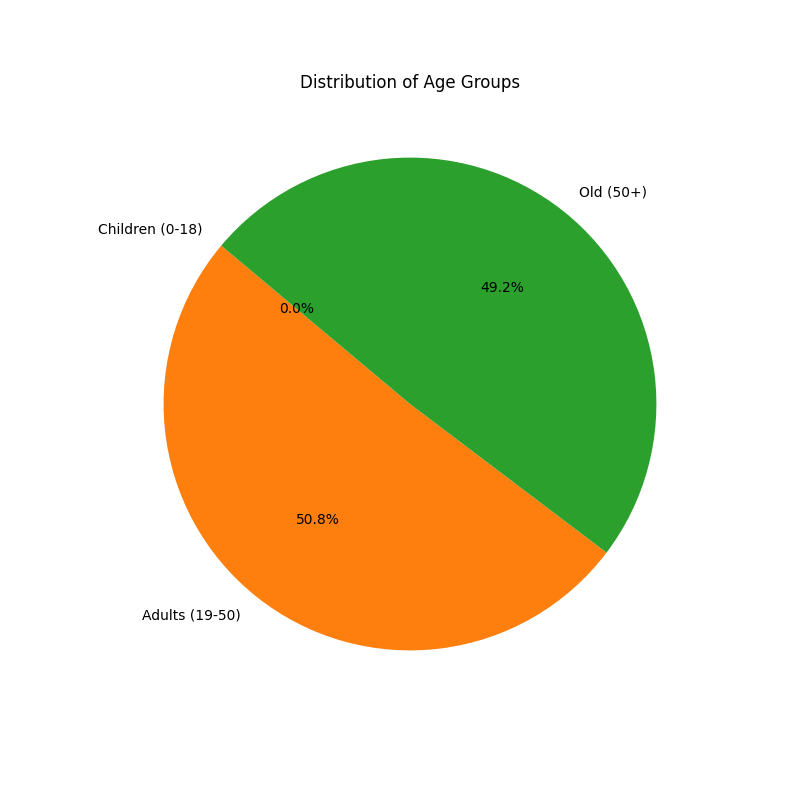 Distribution of Age Groups
Old (50+)
Children (0-18)
49.2%
0.0%
50.8%
Adults (19-50)